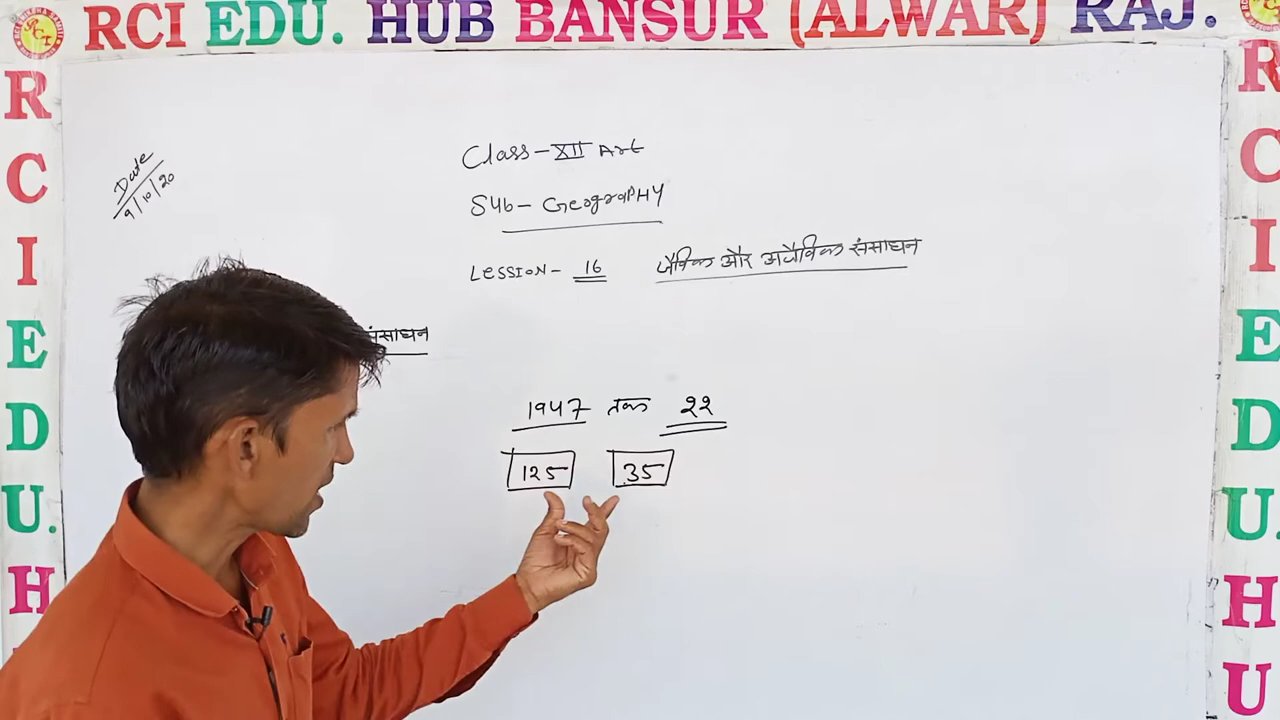 RCI EDU. HUB BANSUR (ALWAR) RAJ.
R C I E D U. H
Date
9/10/20
Class-XII Art
Sub- GeograPHY
LESSION- 16 जैविक और अजैविक संसाधन
संसाधन
1947 तक 22
125 35
R C I E D U. H U